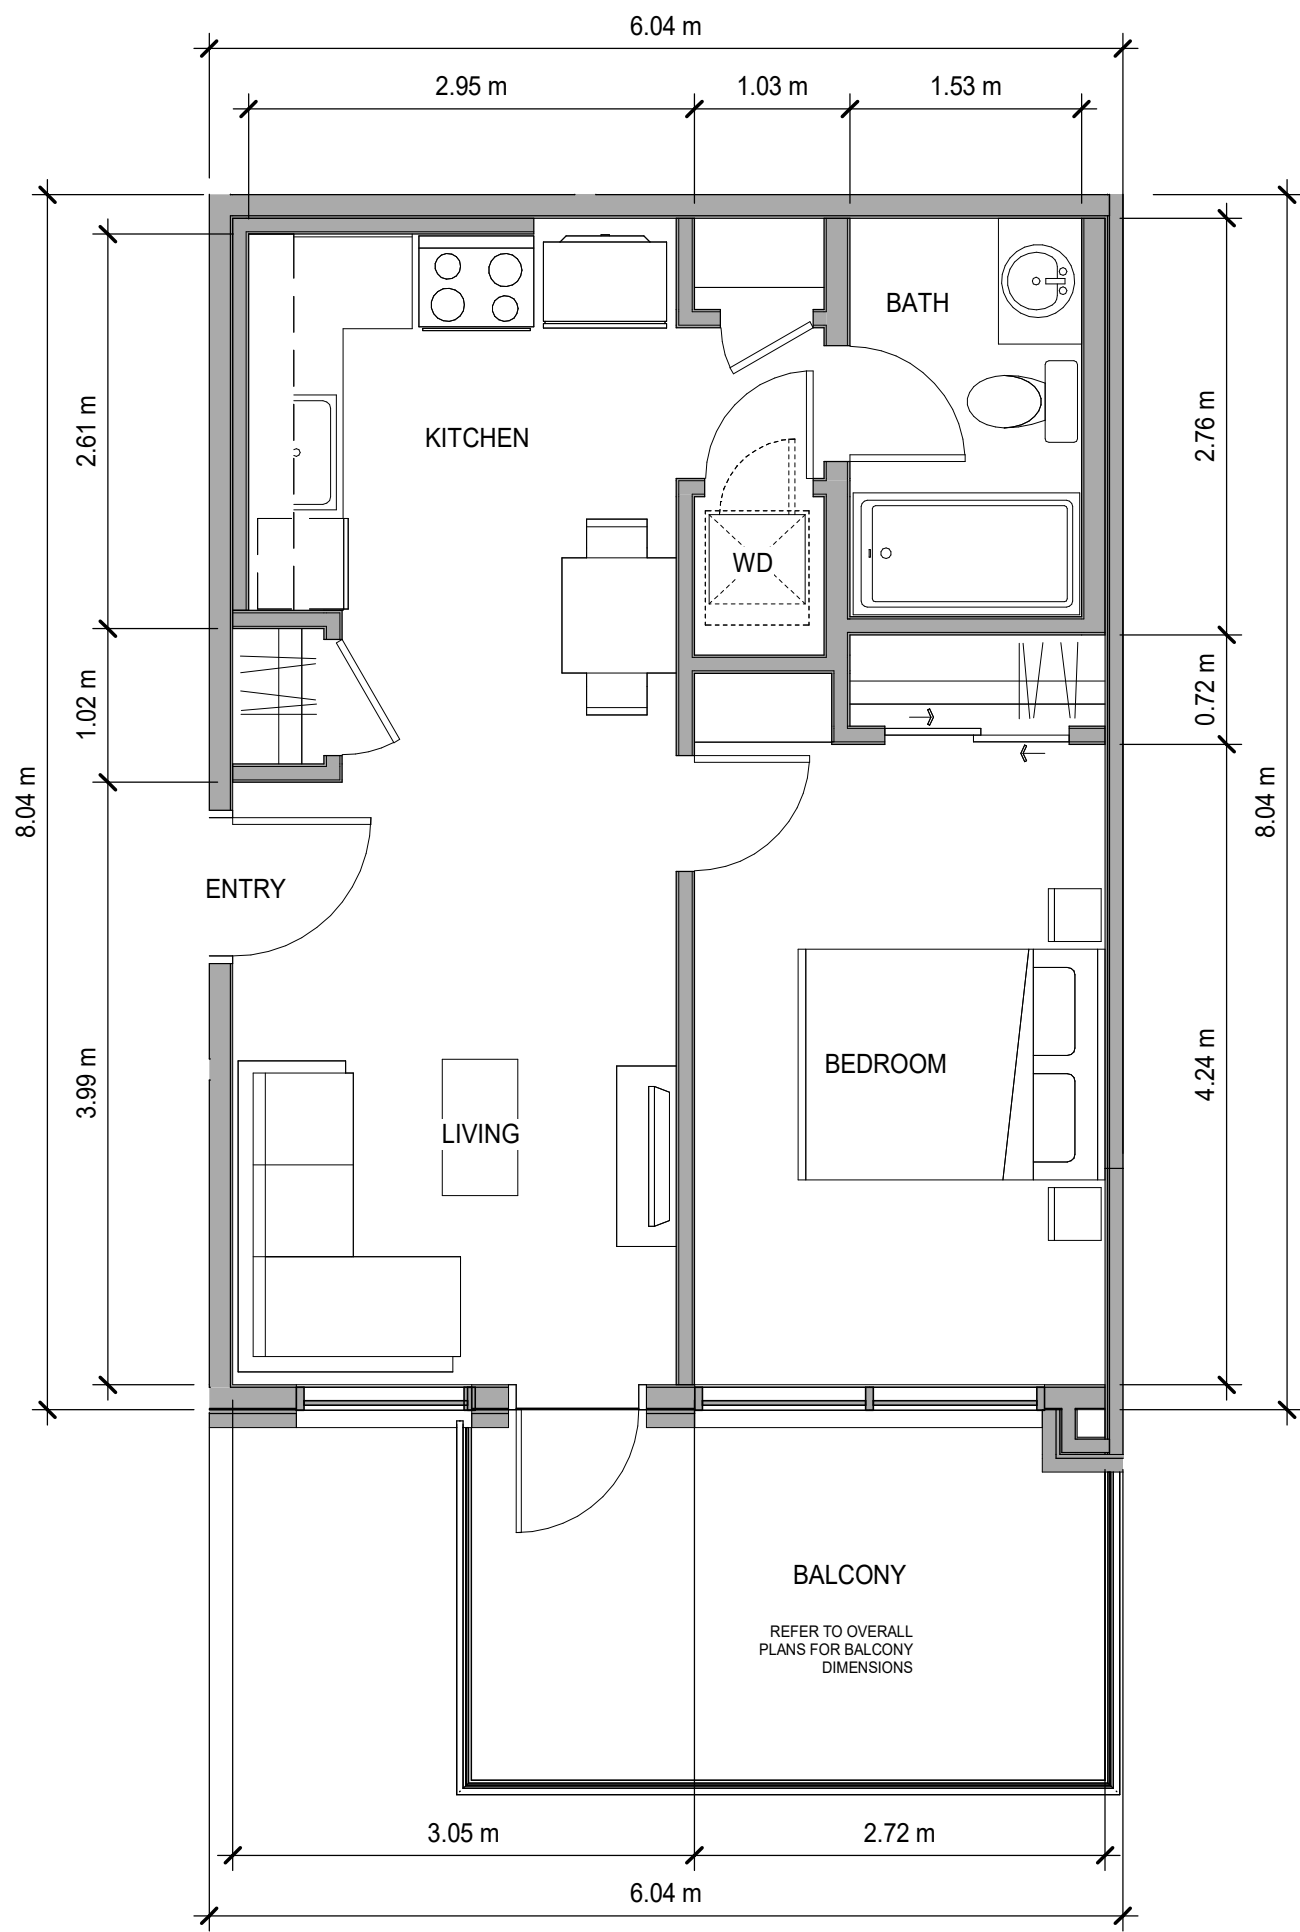 6.04 m
2.95 m
1.03 m
1.53 m
BATH
KITCHEN
2.61 m
2.76 m
WD
1.02 m
0.72 m
8.04 m
8.04 m
ENTRY
BEDROOM
3.99 m
4.24 m
LIVING
BALCONY
REFER TO OVERALL
PLANS FOR BALCONY
DIMENSIONS
3.05 m
2.72 m
6.04 m